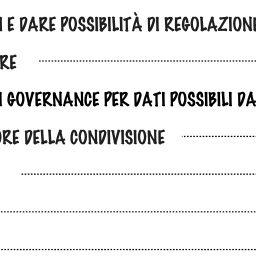 I E DARE POSSIBILITÀ DI REGOLAZIONE
RE
I GOVERNANCE PER DATI POSSIBILI DA
ORE DELLA CONDIVISIONE